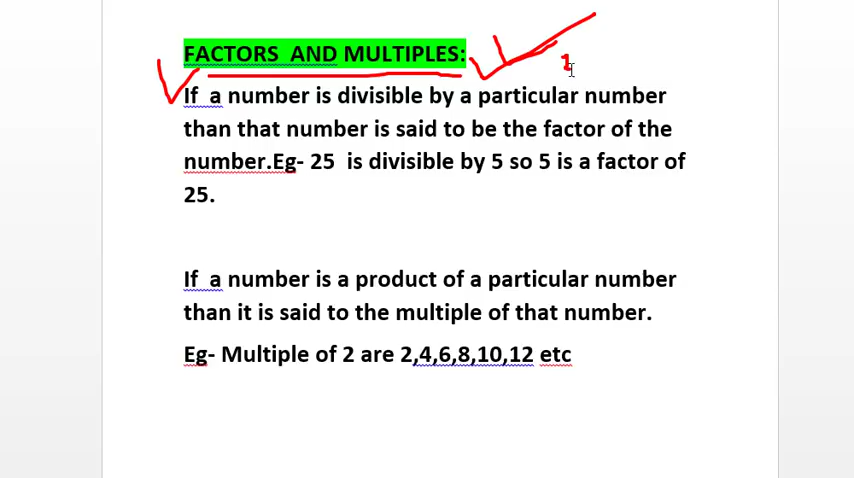 FACTORS AND MULTIPLES:
If a number is divisible by a particular number
than that number is said to be the factor of the
number.Eg- 25 is divisible by 5 so 5 is a factor of
25.
If a number is a product of a particular number
than it is said to the multiple of that number.
Eg- Multiple of 2 are 2,4,6,8,10,12 etc